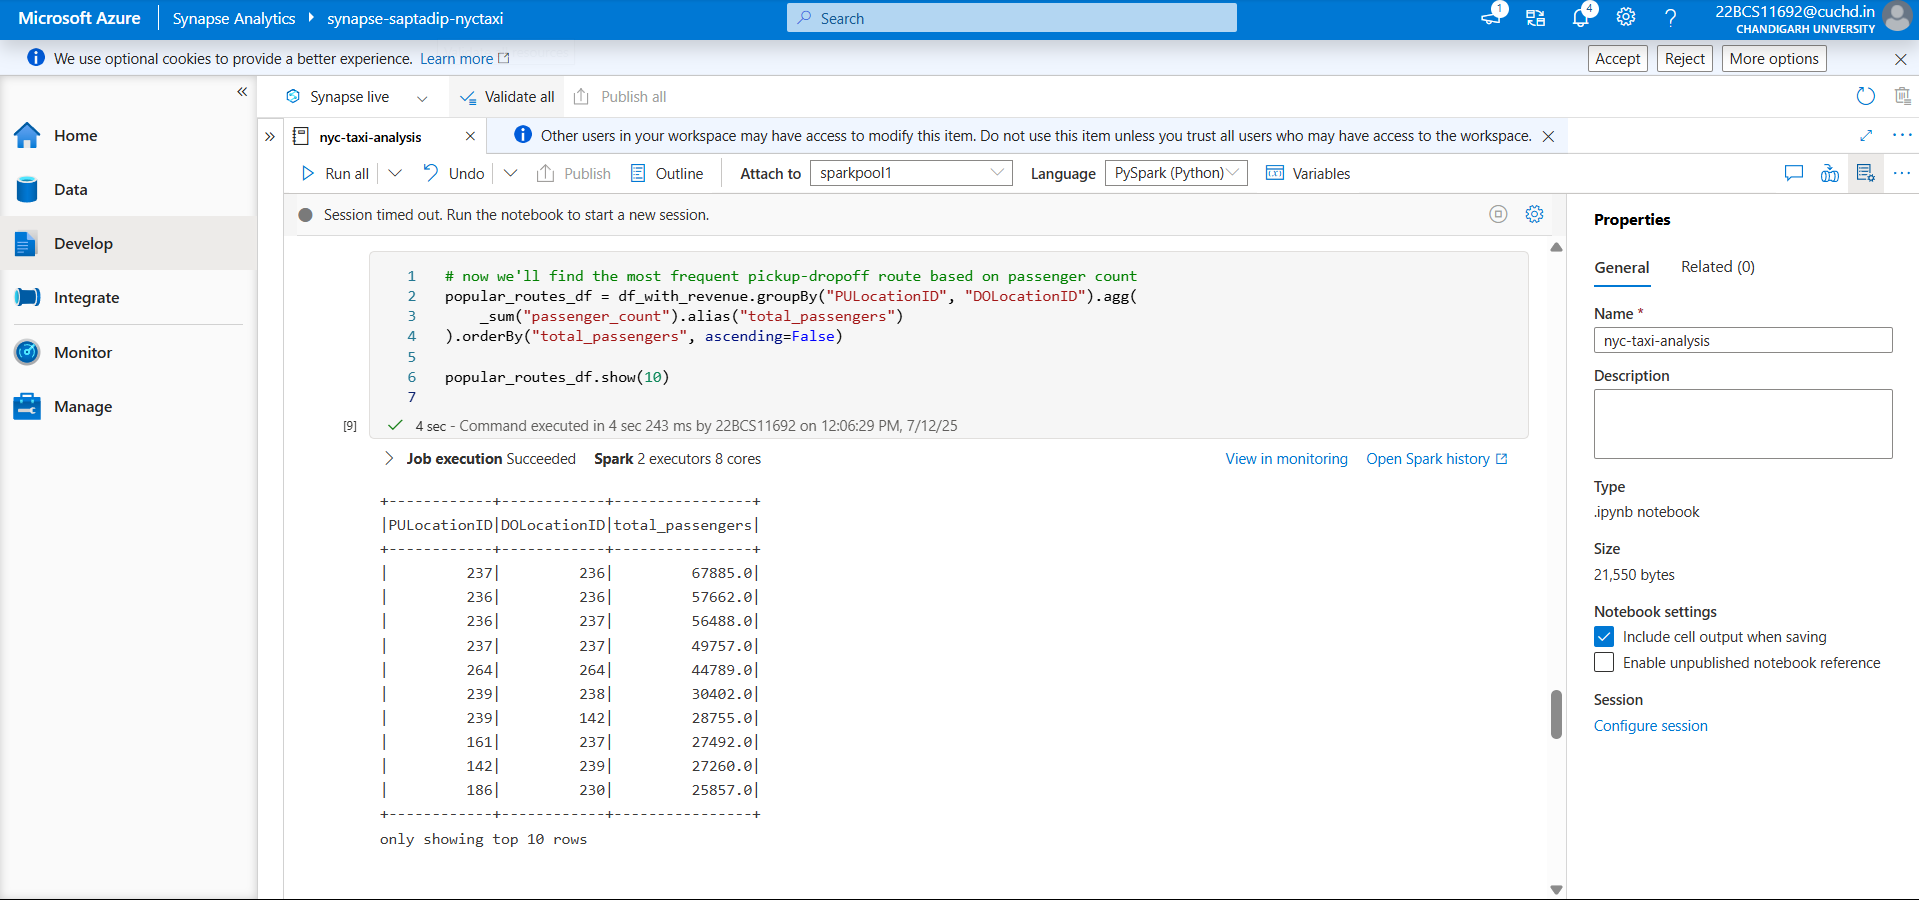 Microsoft Azure
Synapse Analytics
synapse-saptadip-nyctaxi
Search
1
4
22BCS11692@cuchd.in
CHANDIGARH UNIVERSITY
We use optional cookies to provide a better experience. Learn more
Accept
Reject
More options
Home
Data
Develop
Integrate
Monitor
Manage
Synapse live
Validate all
Publish all
nyc-taxi-analysis
Other users in your workspace may have access to modify this item. Do not use this item unless you trust all users who may have access to the workspace.
Run all
Undo
Publish
Outline
Attach to
sparkpool1
Language
PySpark (Python)
Variables
Session timed out. Run the notebook to start a new session.
1 # now we'll find the most frequent pickup-dropoff route based on passenger count
2 popular_routes_df = df_with_revenue.groupBy("PULocationID", "DOLocationID").agg(
3     _sum("passenger_count").alias("total_passengers")
4 ).orderBy("total_passengers", ascending=False)
5
6 popular_routes_df.show(10)
7
[9]
4 sec - Command executed in 4 sec 243 ms by 22BCS11692 on 12:06:29 PM, 7/12/25
Job execution Succeeded Spark 2 executors 8 cores
View in monitoring
Open Spark history
+------------+------------+----------------+
|PULocationID|DOLocationID|total_passengers|
+------------+------------+----------------+
|         237|         236|         67885.0|
|         236|         236|         57662.0|
|         236|         237|         56488.0|
|         237|         237|         49757.0|
|         264|         264|         44789.0|
|         239|         238|         30402.0|
|         239|         142|         28755.0|
|         161|         237|         27492.0|
|         142|         239|         27260.0|
|         186|         230|         25857.0|
+------------+------------+----------------+
only showing top 10 rows
Properties
General
Related (0)
Name *
nyc-taxi-analysis
Description
Type
.ipynb notebook
Size
21,550 bytes
Notebook settings
Include cell output when saving
Enable unpublished notebook reference
Session
Configure session